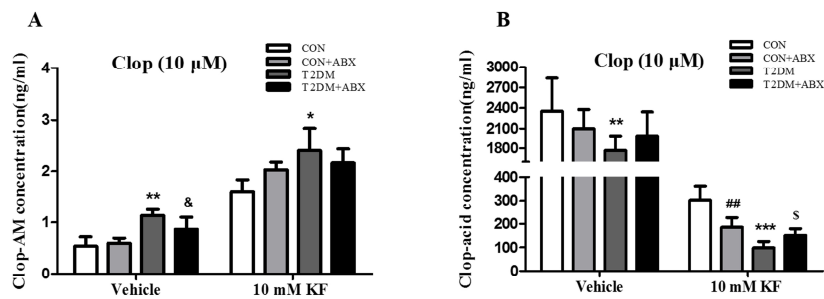 A
Clop (10 µM)
CON
CON+ABX
T2DM
T2DM+ABX
Clop-AM concentration(ng/ml)
4
3
2
1
0
**
&
*
Vehicle
10 mM KF
B
Clop (10 µM)
CON
CON+ABX
T2DM
T2DM+ABX
Clop-acid concentration(ng/ml)
3000
2700
2400
2100
1800
400
300
200
100
0
**
##
***
$
Vehicle
10 mM KF